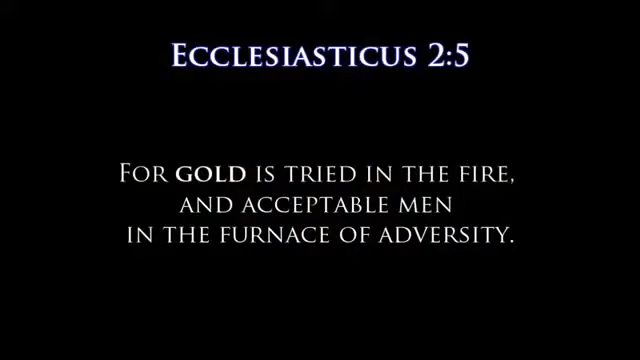 Ecclesiasticus 2:5
For gold is tried in the fire,
and acceptable men
in the furnace of adversity.